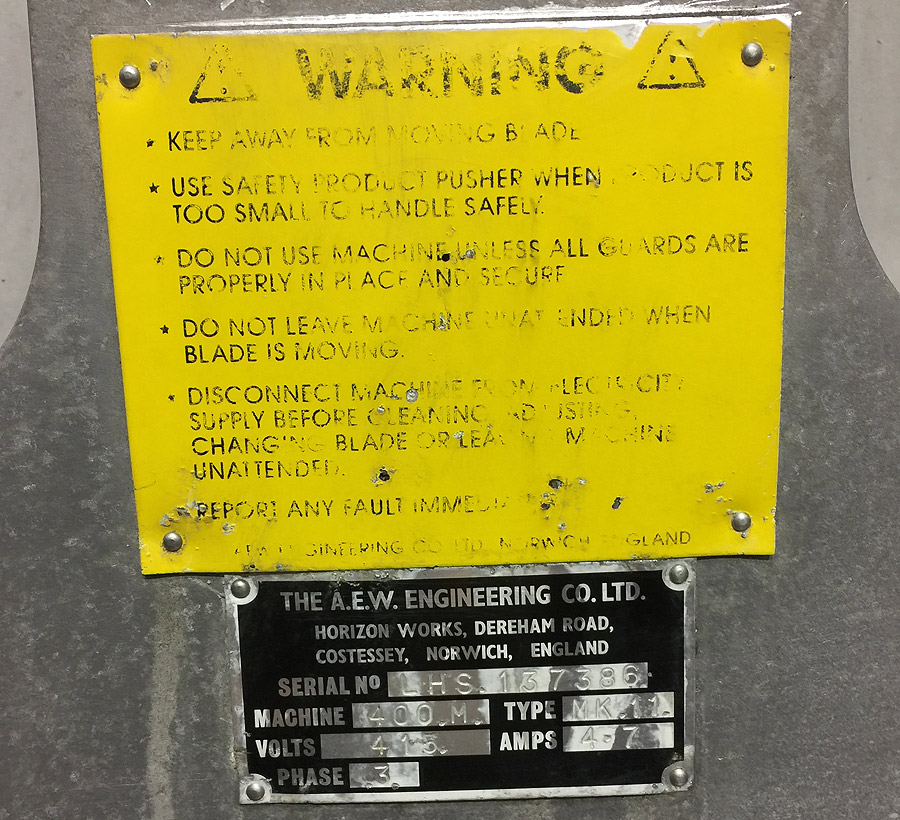 WARNING
* KEEP AWAY FROM MOVING BLADE
* USE SAFETY PRODUCT PUSHER WHEN PRODUCT IS
TOO SMALL TO HANDLE SAFELY.
* DO NOT USE MACHINE UNLESS ALL GUARDS ARE
PROPERLY IN PLACE AND SECURE
* DO NOT LEAVE MACHINE UNATTENDED WHEN
BLADE IS MOVING.
* DISCONNECT MACHINE FROM ELECTRICITY
SUPPLY BEFORE CLEANING, ADJUSTING,
CHANGING BLADE OR LEAVING MACHINE
UNATTENDED.
* REPORT ANY FAULT
AEW ENGINEERING CO. LTD. NORWICH ENGLAND
THE A.E.W. ENGINEERING CO. LTD.
HORIZON WORKS, DEREHAM ROAD,
COSTESSEY, NORWICH, ENGLAND
SERIAL Nº LHS.137386.
MACHINE 400.M. TYPE MK.11
VOLTS 415. AMPS 4.7
PHASE 3.